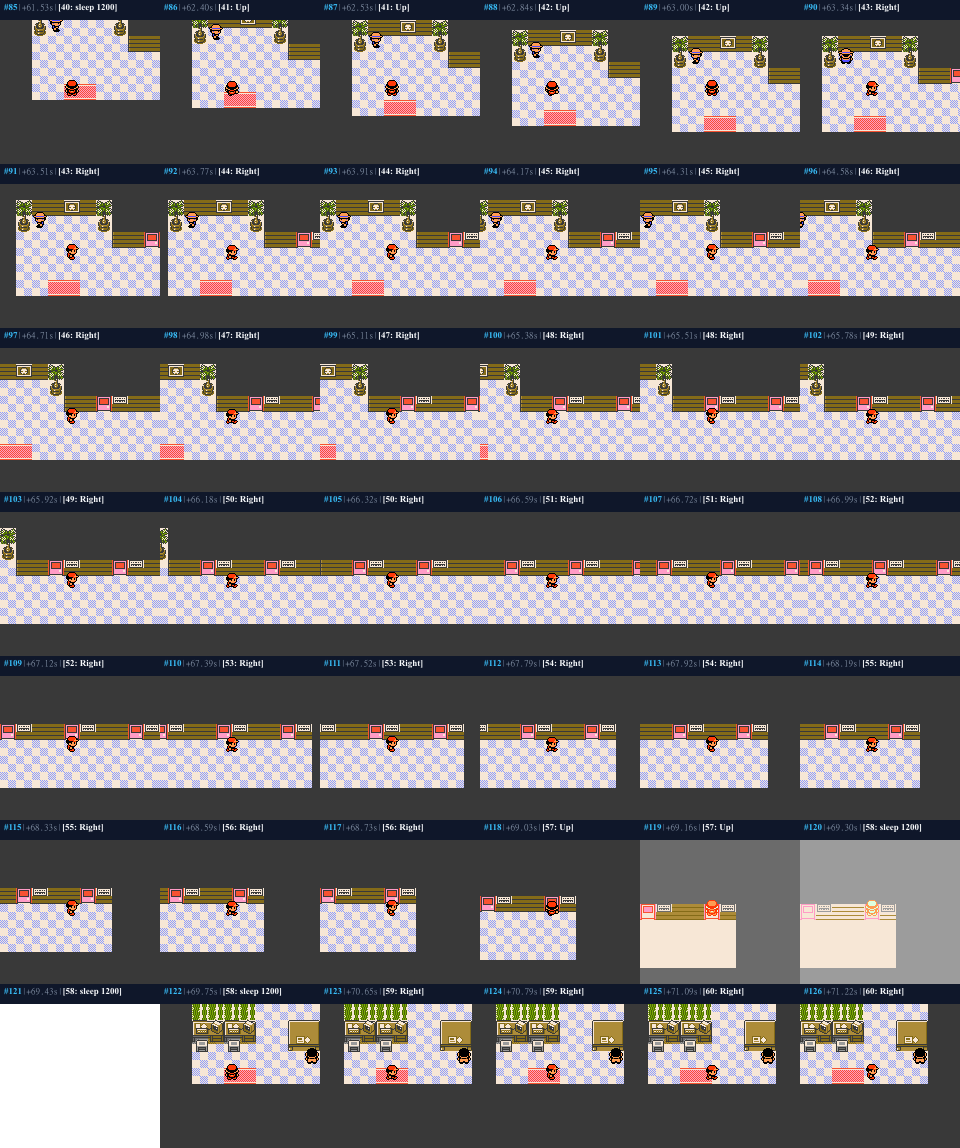 #85|+61.53s|[40: sleep 1200] #86|+62.40s|[41: Up] #87|+62.53s|[41: Up] #88|+62.84s|[42: Up] #89|+63.00s|[42: Up] #90|+63.34s|[43: Right]
#91|+63.51s|[43: Right] #92|+63.77s|[44: Right] #93|+63.91s|[44: Right] #94|+64.17s|[45: Right] #95|+64.31s|[45: Right] #96|+64.58s|[46: Right]
#97|+64.71s|[46: Right] #98|+64.98s|[47: Right] #99|+65.11s|[47: Right] #100|+65.38s|[48: Right] #101|+65.51s|[48: Right] #102|+65.78s|[49: Right]
#103|+65.92s|[49: Right] #104|+66.18s|[50: Right] #105|+66.32s|[50: Right] #106|+66.59s|[51: Right] #107|+66.72s|[51: Right] #108|+66.99s|[52: Right]
#109|+67.12s|[52: Right] #110|+67.39s|[53: Right] #111|+67.52s|[53: Right] #112|+67.79s|[54: Right] #113|+67.92s|[54: Right] #114|+68.19s|[55: Right]
#115|+68.33s|[55: Right] #116|+68.59s|[56: Right] #117|+68.73s|[56: Right] #118|+69.03s|[57: Up] #119|+69.16s|[57: Up] #120|+69.30s|[58: sleep 1200]
#121|+69.43s|[58: sleep 1200] #122|+69.75s|[58: sleep 1200] #123|+70.65s|[59: Right] #124|+70.79s|[59: Right] #125|+71.09s|[60: Right] #126|+71.22s|[60: Right]